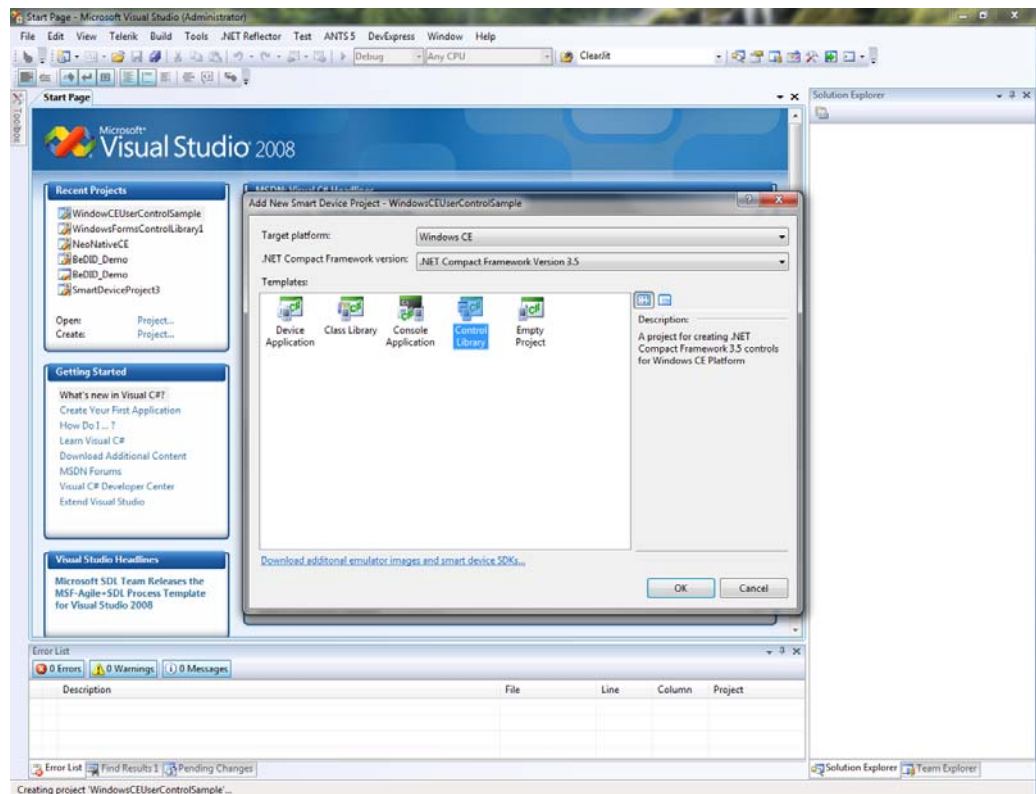 Start Page - Microsoft Visual Studio (Administrator)
File Edit View Telerik Build Tools .NET Reflector Test ANTS 5 DevExpress Window Help
Debug Any CPU ClearIit
Toolbox
Start Page
Microsoft®
Visual Studio® 2008
Recent Projects
WindowCEUserControlSample
WindowsFormsControlLibrary1
NeoNativeCE
BeDID_Demo
BeDID_Demo
SmartDeviceProject3
Open: Project...
Create: Project...
Getting Started
What's new in Visual C#?
Create Your First Application
How Do I ... ?
Learn Visual C#
Download Additional Content
MSDN Forums
Visual C# Developer Center
Extend Visual Studio
Visual Studio Headlines
Microsoft SDL Team Releases the
MSF-Agile+SDL Process Template
for Visual Studio 2008
MSDN: Visual C# Headlines
Add New Smart Device Project - WindowsCEUserControlSample
Target platform: Windows CE
.NET Compact Framework version: .NET Compact Framework Version 3.5
Templates:
Device Application
Class Library
Console Application
Control Library
Empty Project
Description:
A project for creating .NET
Compact Framework 3.5 controls
for Windows CE Platform
Download additonal emulator images and smart device SDKs...
OK Cancel
Solution Explorer
Error List
0 Errors 0 Warnings 0 Messages
Description File Line Column Project
Error List Find Results 1 Pending Changes
Solution Explorer Team Explorer
Creating project 'WindowsCEUserControlSample'...